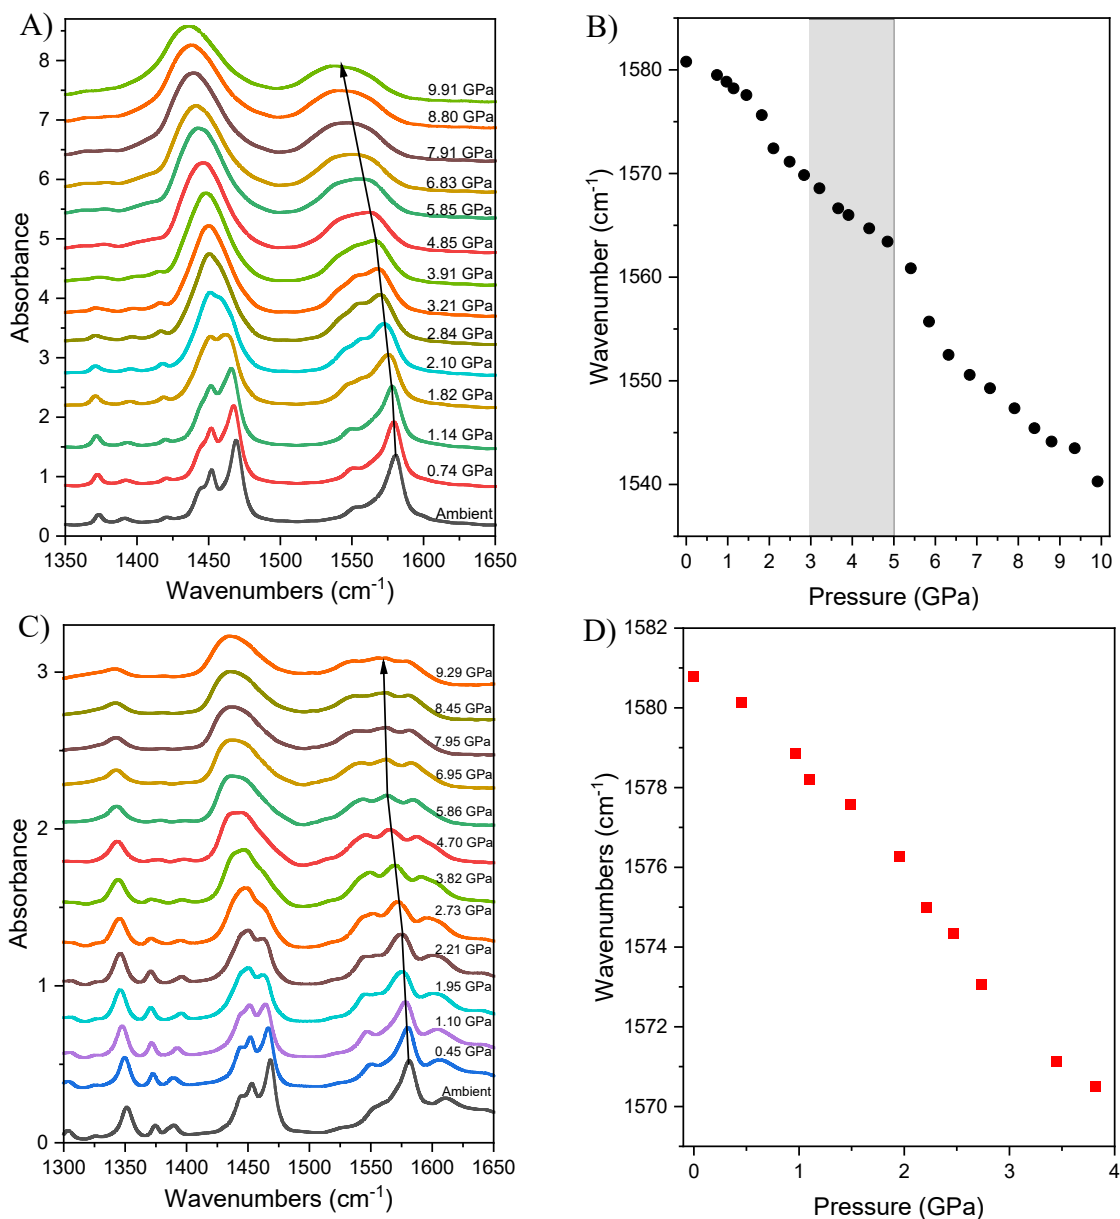 A)
Absorbance
8
7
6
5
4
3
2
1
0
9.91 GPa
8.80 GPa
7.91 GPa
6.83 GPa
5.85 GPa
4.85 GPa
3.91 GPa
3.21 GPa
2.84 GPa
2.10 GPa
1.82 GPa
1.14 GPa
0.74 GPa
Ambient
1350 1400 1450 1500 1550 1600 1650
Wavenumbers (cm-1)
B)
Wavenumber (cm-1)
1580
1570
1560
1550
1540
0 1 2 3 4 5 6 7 8 9 10
Pressure (GPa)
C)
Absorbance
3
2
1
0
9.29 GPa
8.45 GPa
7.95 GPa
6.95 GPa
5.86 GPa
4.70 GPa
3.82 GPa
2.73 GPa
2.21 GPa
1.95 GPa
1.10 GPa
0.45 GPa
Ambient
1300 1350 1400 1450 1500 1550 1600 1650
Wavenumbers (cm-1)
D)
Wavenumbers (cm-1)
1582
1580
1578
1576
1574
1572
1570
0 1 2 3 4
Pressure (GPa)